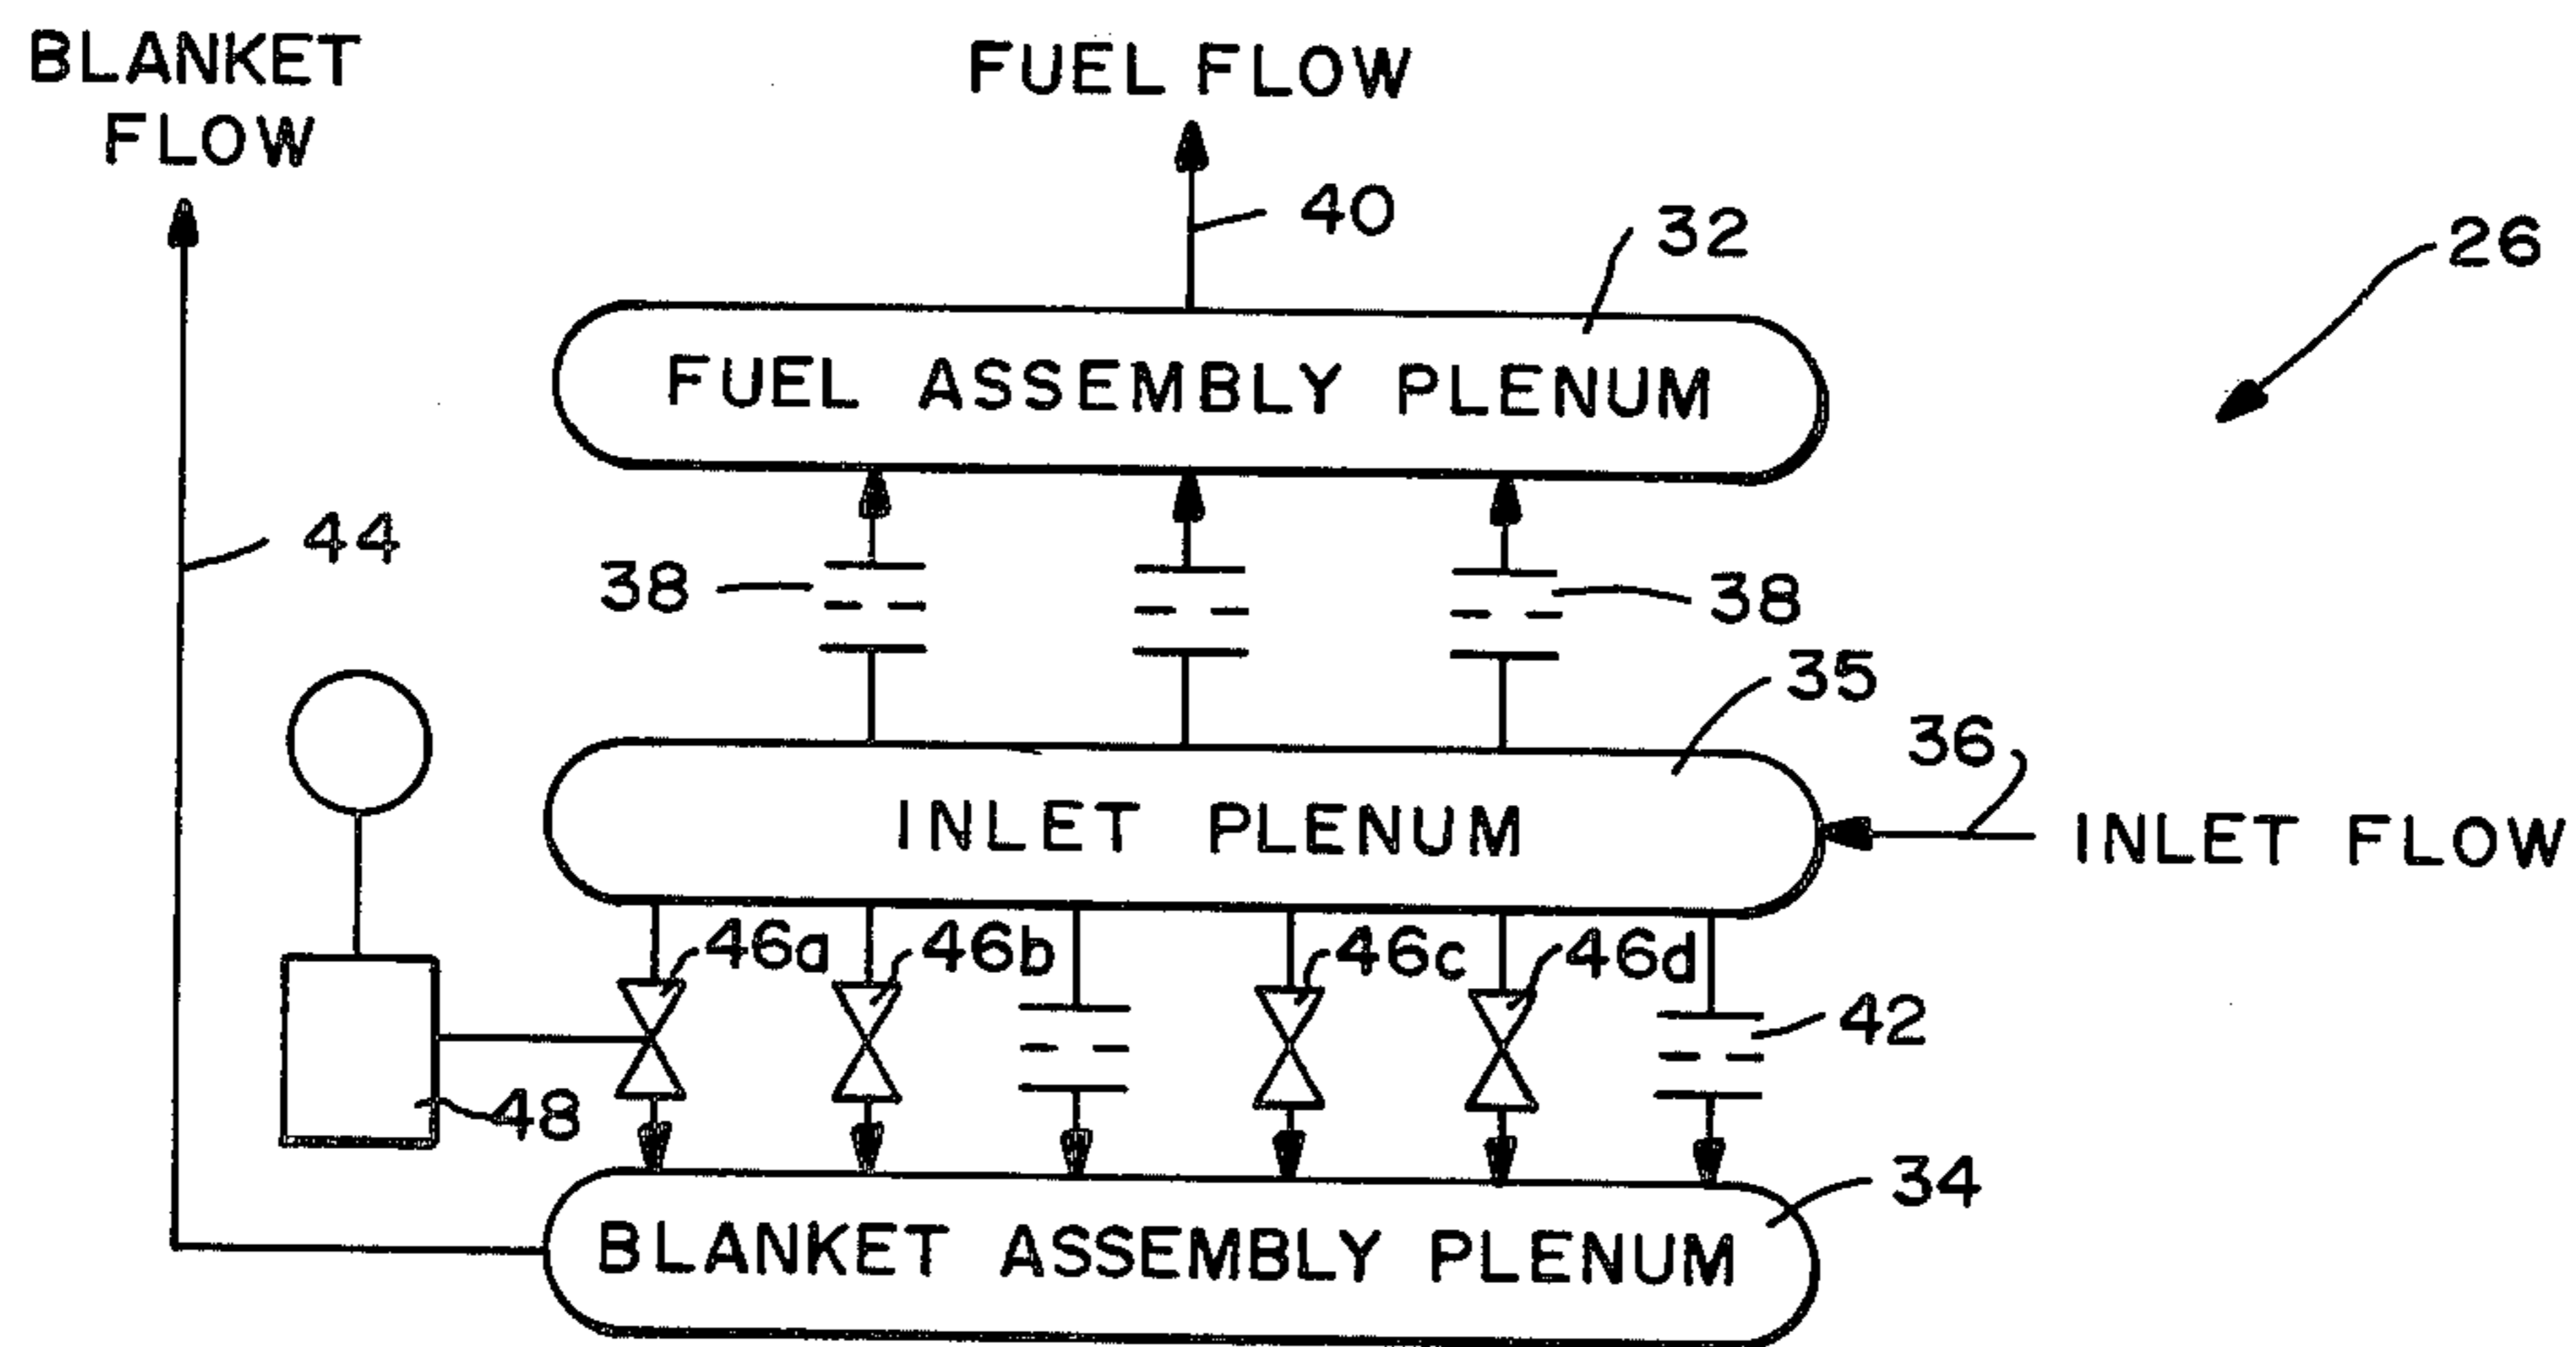 BLANKET
FLOW
FUEL FLOW
40
32
26
FUEL ASSEMBLY PLENUM
44
38
38
35
36
INLET PLENUM
INLET FLOW
46a
46b
46c
46d
42
48
34
BLANKET ASSEMBLY PLENUM